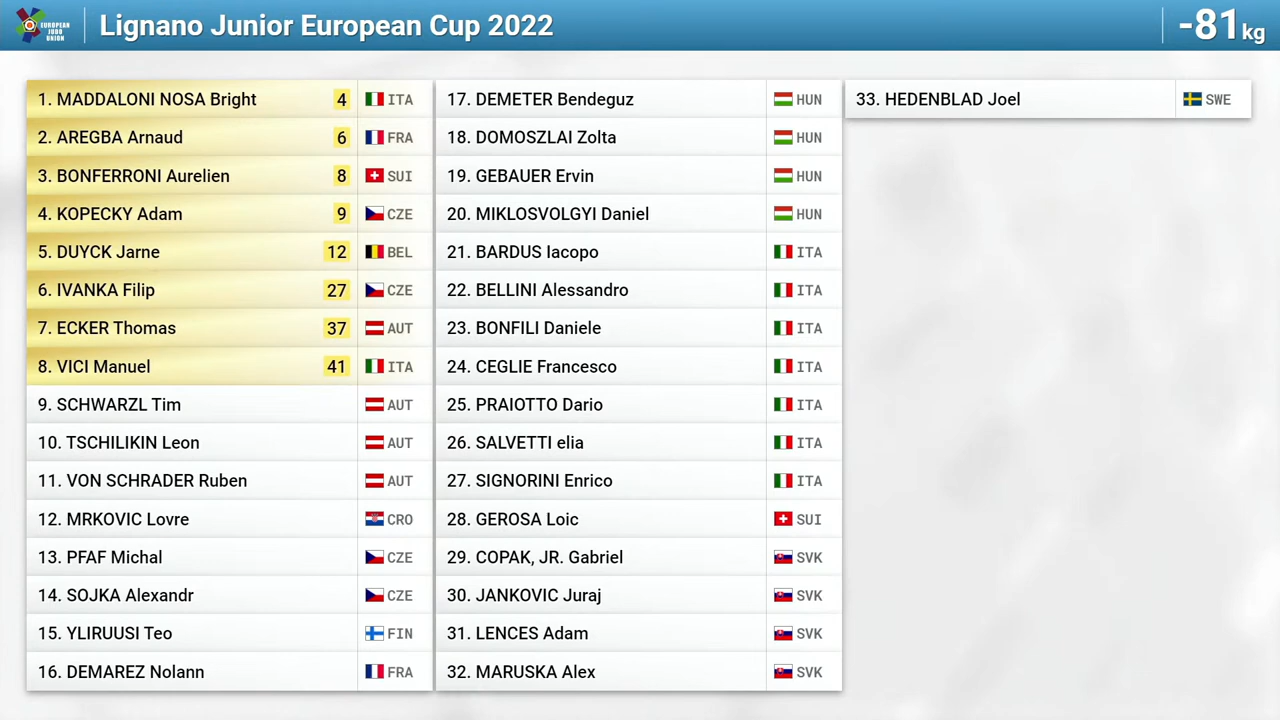 EUROPEAN
JUDO
UNION
Lignano Junior European Cup 2022
-81kg
1. MADDALONI NOSA Bright 4 ITA
2. AREGBA Arnaud 6 FRA
3. BONFERRONI Aurelien 8 SUI
4. KOPECKY Adam 9 CZE
5. DUYCK Jarne 12 BEL
6. IVANKA Filip 27 CZE
7. ECKER Thomas 37 AUT
8. VICI Manuel 41 ITA
9. SCHWARZL Tim AUT
10. TSCHILIKIN Leon AUT
11. VON SCHRADER Ruben AUT
12. MRKOVIC Lovre CRO
13. PFAF Michal CZE
14. SOJKA Alexandr CZE
15. YLIRUUSI Teo FIN
16. DEMAREZ Nolann FRA
17. DEMETER Bendeguz HUN
18. DOMOSZLAI Zolta HUN
19. GEBAUER Ervin HUN
20. MIKLOSVOLGYI Daniel HUN
21. BARDUS Iacopo ITA
22. BELLINI Alessandro ITA
23. BONFILI Daniele ITA
24. CEGLIE Francesco ITA
25. PRAIOTTO Dario ITA
26. SALVETTI elia ITA
27. SIGNORINI Enrico ITA
28. GEROSA Loic SUI
29. COPAK, JR. Gabriel SVK
30. JANKOVIC Juraj SVK
31. LENCES Adam SVK
32. MARUSKA Alex SVK
33. HEDENBLAD Joel SWE